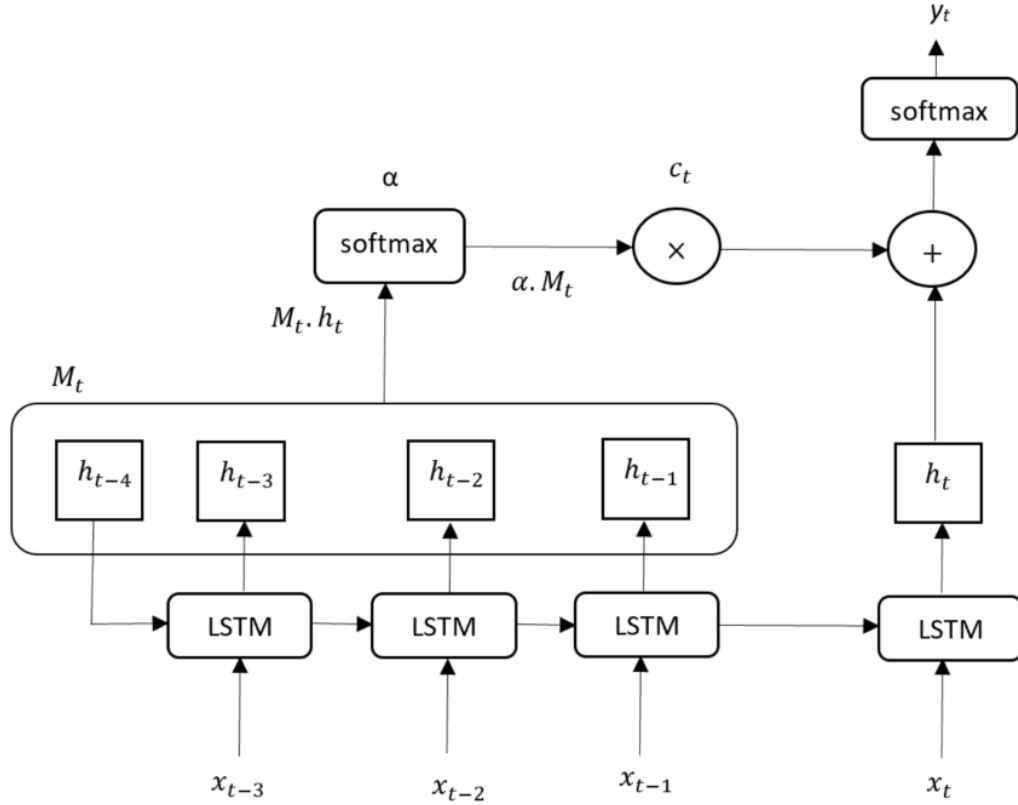 y_t
softmax
α
c_t
softmax
×
+
α. M_t
M_t. h_t
M_t
h_{t−4}
h_{t−3}
h_{t−2}
h_{t−1}
h_t
LSTM
LSTM
LSTM
LSTM
x_{t−3}
x_{t−2}
x_{t−1}
x_t